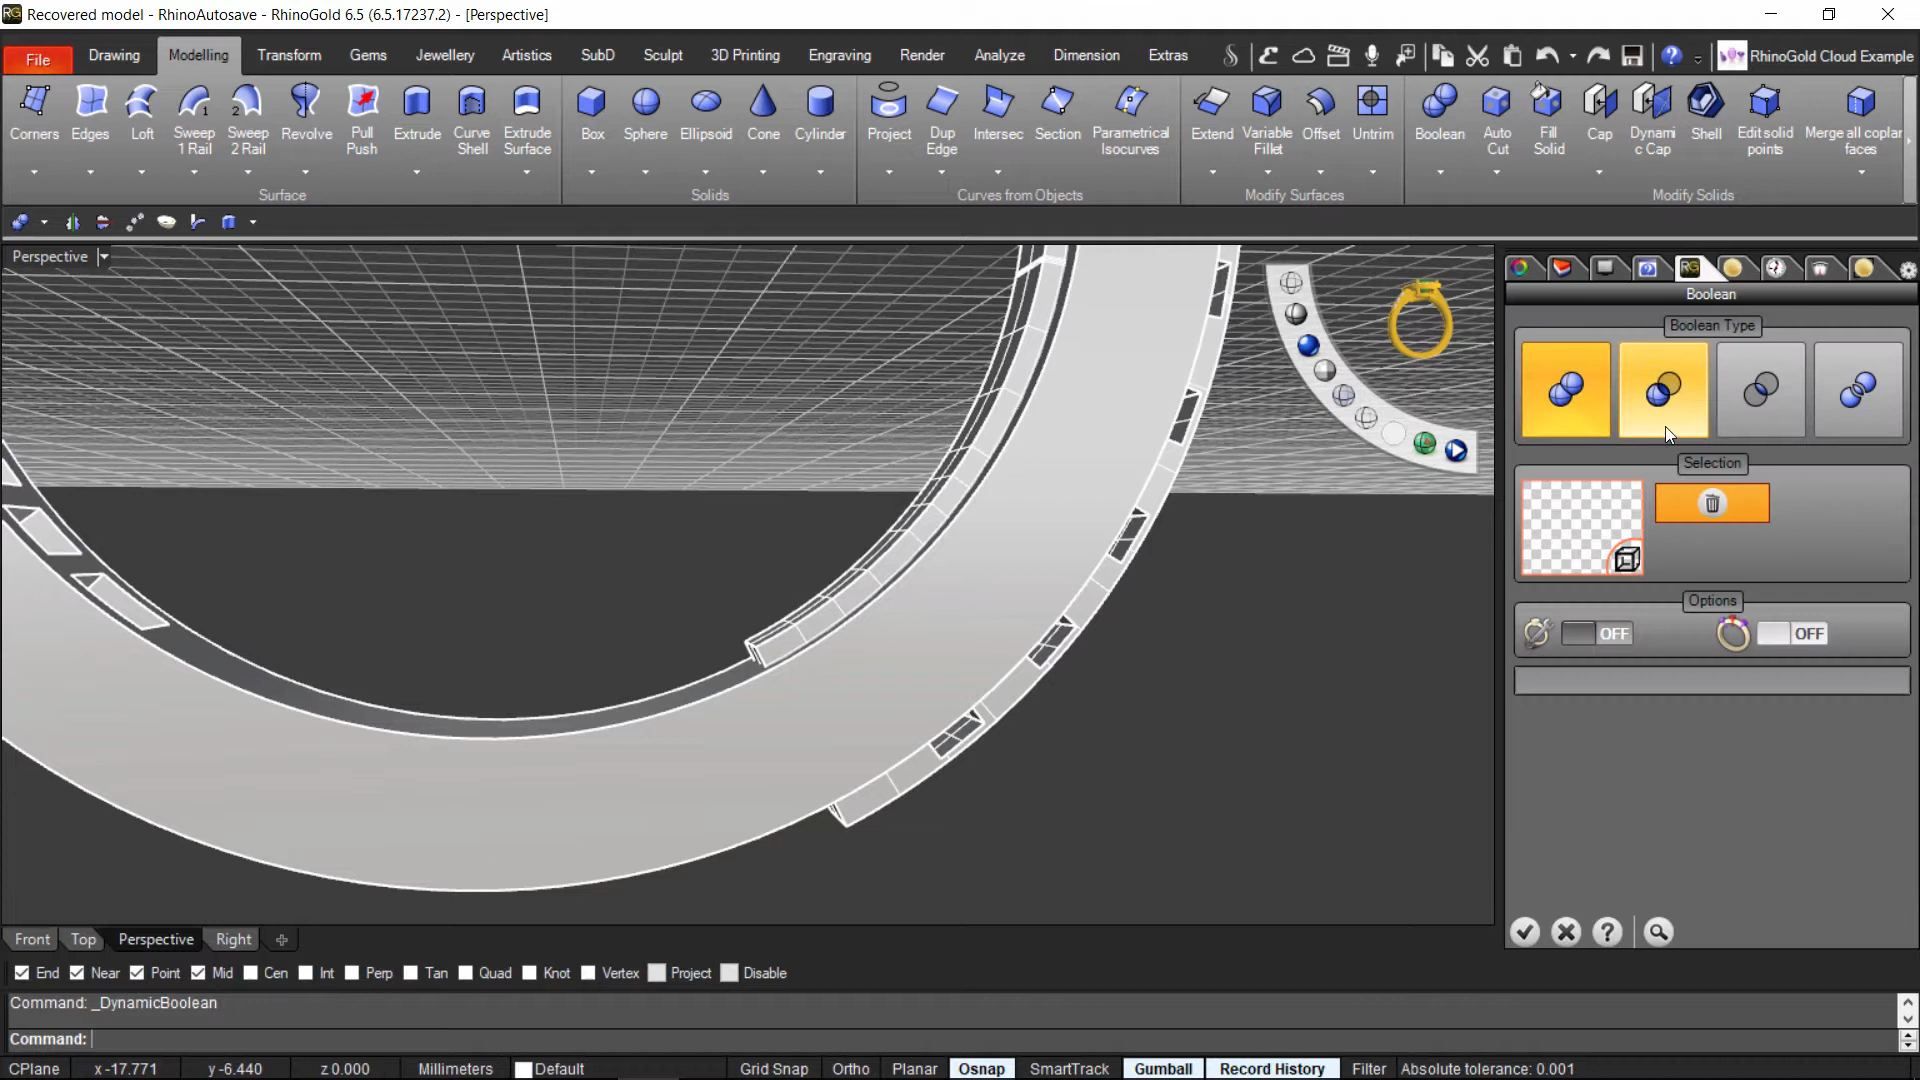 Recovered model - RhinoAutosave - RhinoGold 6.5 (6.5.17237.2) - [Perspective]
File Drawing Modelling Transform Gems Jewellery Artistics SubD Sculpt 3D Printing Engraving Render Analyze Dimension Extras RhinoGold Cloud Example
Corners Edges Loft Sweep 1 Rail Sweep 2 Rail Revolve Pull Push Extrude Curve Shell Extrude Surface Box Sphere Ellipsoid Cone Cylinder Project Dup Edge Intersec Section Parametrical Isocurves Extend Variable Fillet Offset Untrim Boolean Auto Cut Fill Solid Cap Dynami c Cap Shell Edit solid points Merge all coplar faces
Surface Solids Curves from Objects Modify Surfaces Modify Solids
Perspective
Boolean
Boolean Type
Selection
Options
OFF OFF
Front Top Perspective Right
End Near Point Mid Cen Int Perp Tan Quad Knot Vertex Project Disable
Command: _DynamicBoolean
Command:
CPlane x -17.771 y -6.440 z 0.000 Millimeters Default Grid Snap Ortho Planar Osnap SmartTrack Gumball Record History Filter Absolute tolerance: 0.001